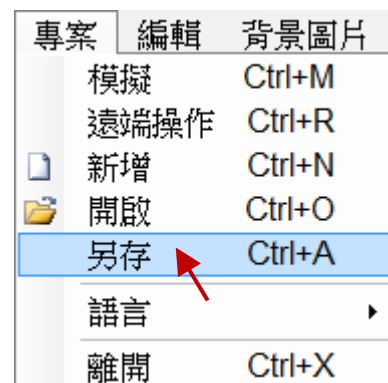 專案 編輯 背景圖片
模擬 Ctrl+M
遠端操作 Ctrl+R
新增 Ctrl+N
開啟 Ctrl+O
另存 Ctrl+A
語言
離開 Ctrl+X